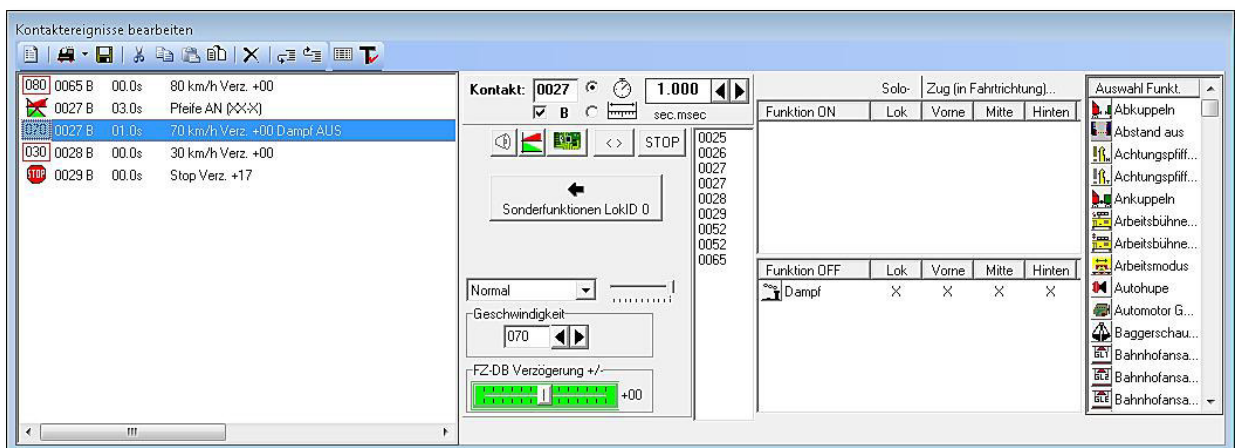 Kontaktereignisse bearbeiten
080 0065 B 00.0s 80 km/h Verz. +00
0027 B 03.0s Pfeife AN (XX-X)
070 0027 B 01.0s 70 km/h Verz. +00 Dampf AUS
030 0028 B 00.0s 30 km/h Verz. +00
STOP 0029 B 00.0s Stop Verz. +17
Kontakt: 0027 1.000
B sec.msec
<> STOP
Sonderfunktionen LokID 0
Normal
Geschwindigkeit
070
FZ-DB Verzögerung +/-
+00
0025
0026
0027
0027
0028
0029
0052
0052
0065
Solo- Zug (in Fahrtrichtung)...
Funktion ON Lok Vorne Mitte Hinten
Funktion OFF Lok Vorne Mitte Hinten
Dampf X X X X
Auswahl Funkt.
Abkuppeln
Abstand aus
Achtungspfiff...
Achtungspfiff...
Ankuppeln
Arbeitsbühne...
Arbeitsbühne...
Arbeitsmodus
Autohupe
Automotor G...
Baggerschau...
GL1 Bahnhofansa...
GL2 Bahnhofansa...
GL6 Bahnhofansa...